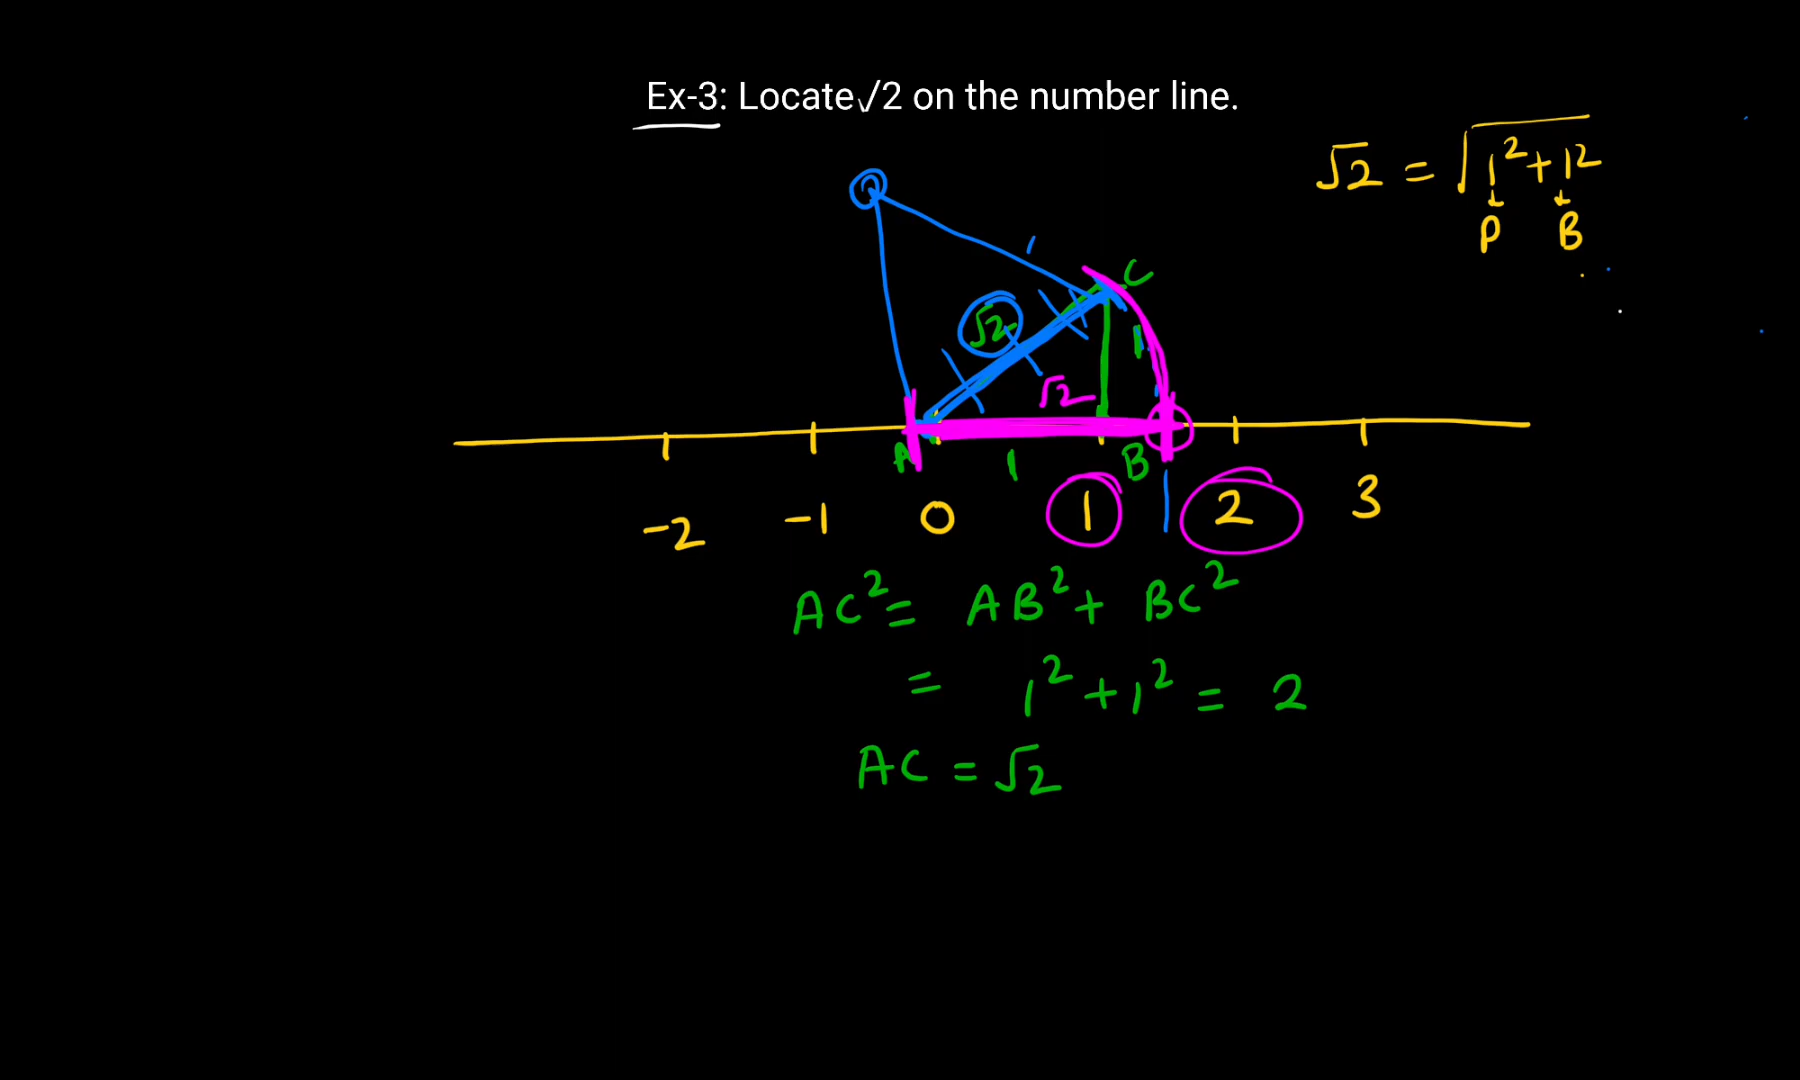 Ex-3: Locate √2 on the number line.
√2 = √1²+1²
P B
C
1
√2
1
√2
A 1 B
-2 -1 0 1 2 3
AC² = AB² + BC²
= 1² + 1² = 2
AC = √2